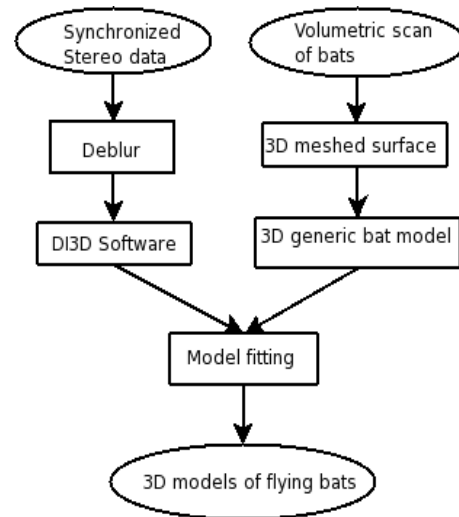 Synchronized
Stereo data
Volumetric scan
of bats
Deblur
3D meshed surface
DI3D Software
3D generic bat model
Model fitting
3D models of flying bats